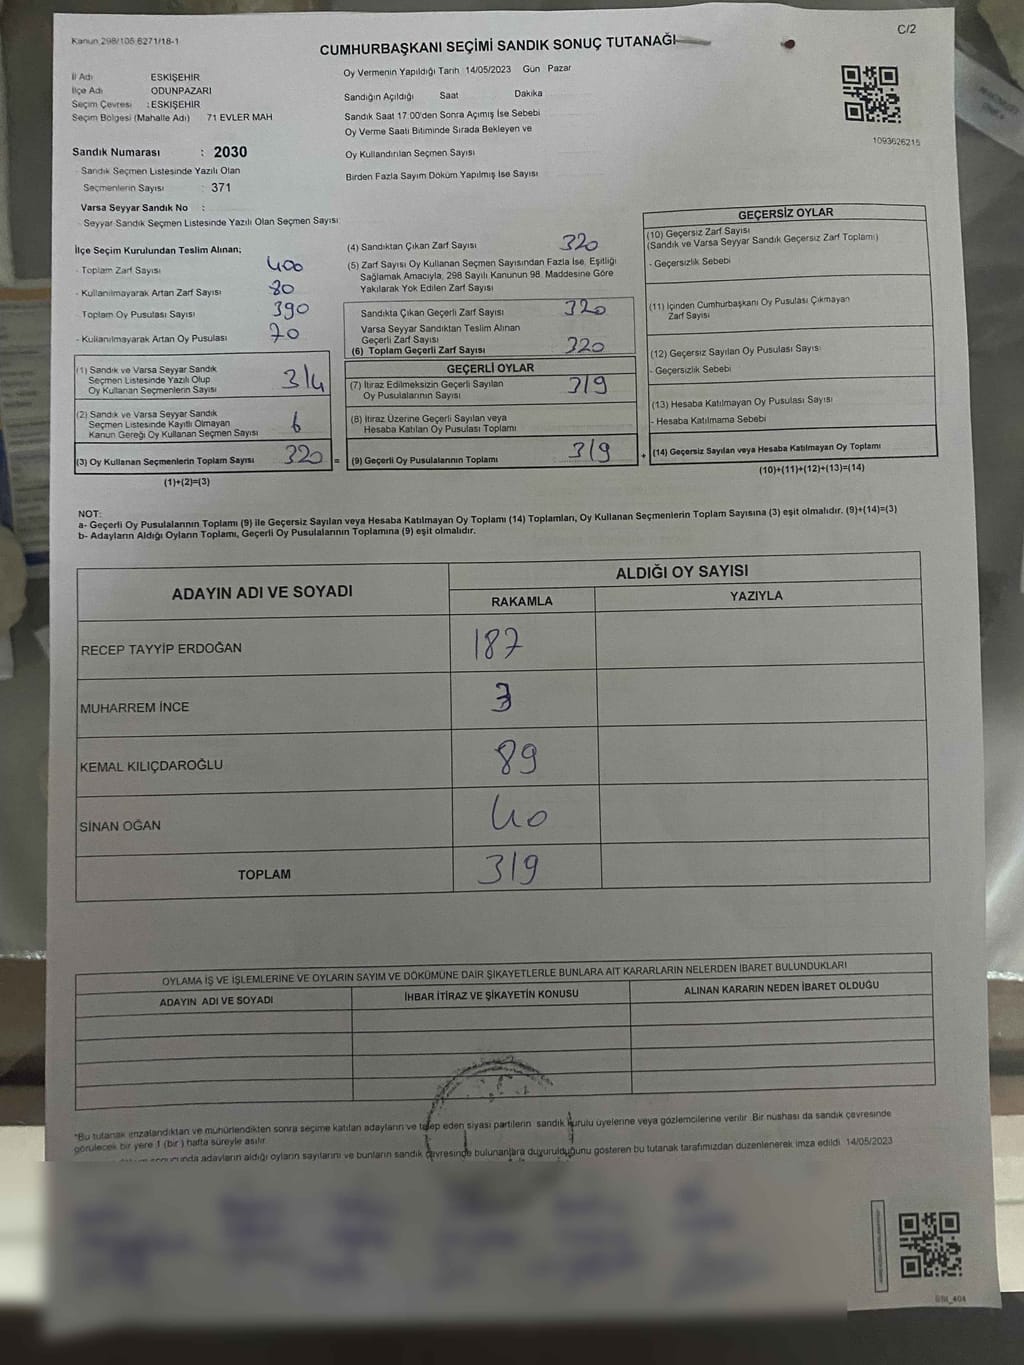 Kanun 298/105 6271/18-1
C/2
CUMHURBAŞKANI SEÇİMİ SANDIK SONUÇ TUTANAĞI
İl Adı ESKİŞEHİR
İlçe Adı ODUNPAZARI
Seçim Çevresi : ESKİŞEHİR
Seçim Bölgesi (Mahalle Adı) 71 EVLER MAH
Sandık Numarası : 2030
- Sandık Seçmen Listesinde Yazılı Olan
Seçmenlerin Sayısı : 371
Varsa Seyyar Sandık No :
- Seyyar Sandık Seçmen Listesinde Yazılı Olan Seçmen Sayısı:
Oy Vermenin Yapıldığı Tarih 14/05/2023 Gün Pazar
Sandığın Açıldığı Saat Dakika
Sandık Saat 17:00'den Sonra Açımış İse Sebebi
Oy Verme Saati Bitiminde Sırada Bekleyen ve
Oy Kullandırılan Seçmen Sayısı
Birden Fazla Sayım Döküm Yapılmış İse Sayısı
1093626215
İlçe Seçim Kurulundan Teslim Alınan;
- Toplam Zarf Sayısı 400
- Kullanılmayarak Artan Zarf Sayısı 80
- Toplam Oy Pusulası Sayısı 390
- Kullanılmayarak Artan Oy Pusulası 70
(1) Sandık ve Varsa Seyyar Sandık
Seçmen Listesinde Yazılı Olup
Oy Kullanan Seçmenlerin Sayısı 314
(2) Sandık ve Varsa Seyyar Sandık
Seçmen Listesinde Kayıtlı Olmayan
Kanun Gereği Oy Kullanan Seçmen Sayısı 6
(3) Oy Kullanan Seçmenlerin Toplam Sayısı 320 =
(1)+(2)=(3)
(4) Sandıktan Çıkan Zarf Sayısı 320
(5) Zarf Sayısı Oy Kullanan Seçmen Sayısından Fazla İse, Eşitliği
Sağlamak Amacıyla, 298 Sayılı Kanunun 98. Maddesine Göre
Yakılarak Yok Edilen Zarf Sayısı
Sandıkta Çıkan Geçerli Zarf Sayısı 320
Varsa Seyyar Sandıktan Teslim Alınan
Geçerli Zarf Sayısı
(6) Toplam Geçerli Zarf Sayısı 320
GEÇERLİ OYLAR
(7) İtiraz Edilmeksizin Geçerli Sayılan
Oy Pusulalarının Sayısı 319
(8) İtiraz Üzerine Geçerli Sayılan veya
Hesaba Katılan Oy Pusulası Toplamı
(9) Geçerli Oy Pusulalarının Toplamı 319 +
GEÇERSİZ OYLAR
(10) Geçersiz Zarf Sayısı
(Sandık ve Varsa Seyyar Sandık Geçersiz Zarf Toplamı)
- Geçersizlik Sebebi
(11) İçinden Cumhurbaşkanı Oy Pusulası Çıkmayan
Zarf Sayısı
(12) Geçersiz Sayılan Oy Pusulası Sayısı
- Geçersizlik Sebebi
(13) Hesaba Katılmayan Oy Pusulası Sayısı
- Hesaba Katılmama Sebebi
(14) Geçersiz Sayılan veya Hesaba Katılmayan Oy Toplamı
(10)+(11)+(12)+(13)=(14)
NOT:
a- Geçerli Oy Pusulalarının Toplamı (9) ile Geçersiz Sayılan veya Hesaba Katılmayan Oy Toplamı (14) Toplamları, Oy Kullanan Seçmenlerin Toplam Sayısına (3) eşit olmalıdır. (9)+(14)=(3)
b- Adayların Aldığı Oyların Toplamı, Geçerli Oy Pusulalarının Toplamına (9) eşit olmalıdır.
ADAYIN ADI VE SOYADI ALDIĞI OY SAYISI
RAKAMLA YAZIYLA
RECEP TAYYİP ERDOĞAN 187
MUHARREM İNCE 3
KEMAL KILIÇDAROĞLU 89
SİNAN OĞAN 40
TOPLAM 319
OYLAMA İŞ VE İŞLEMLERİNE VE OYLARIN SAYIM VE DÖKÜMÜNE DAİR ŞİKAYETLERLE BUNLARA AİT KARARLARIN NELERDEN İBARET BULUNDUKLARI
ADAYIN ADI VE SOYADI İHBAR İTİRAZ VE ŞİKAYETİN KONUSU ALINAN KARARIN NEDEN İBARET OLDUĞU
*Bu tutanak imzalandıktan ve mühürlendikten sonra seçime katılan adayların ve talep eden siyasi partilerin sandık kurulu üyelerine veya gözlemcilerine verilir. Bir nüshası da sandık çevresinde
görülecek bir yere 1 (bir) hafta süreyle asılır.
adayların aldığı oyların sayılarını ve bunların sandık çevresinde bulunanlara duyurulduğunu gösteren bu tutanak tarafımızdan düzenlenerek imza edildi. 14/05/2023